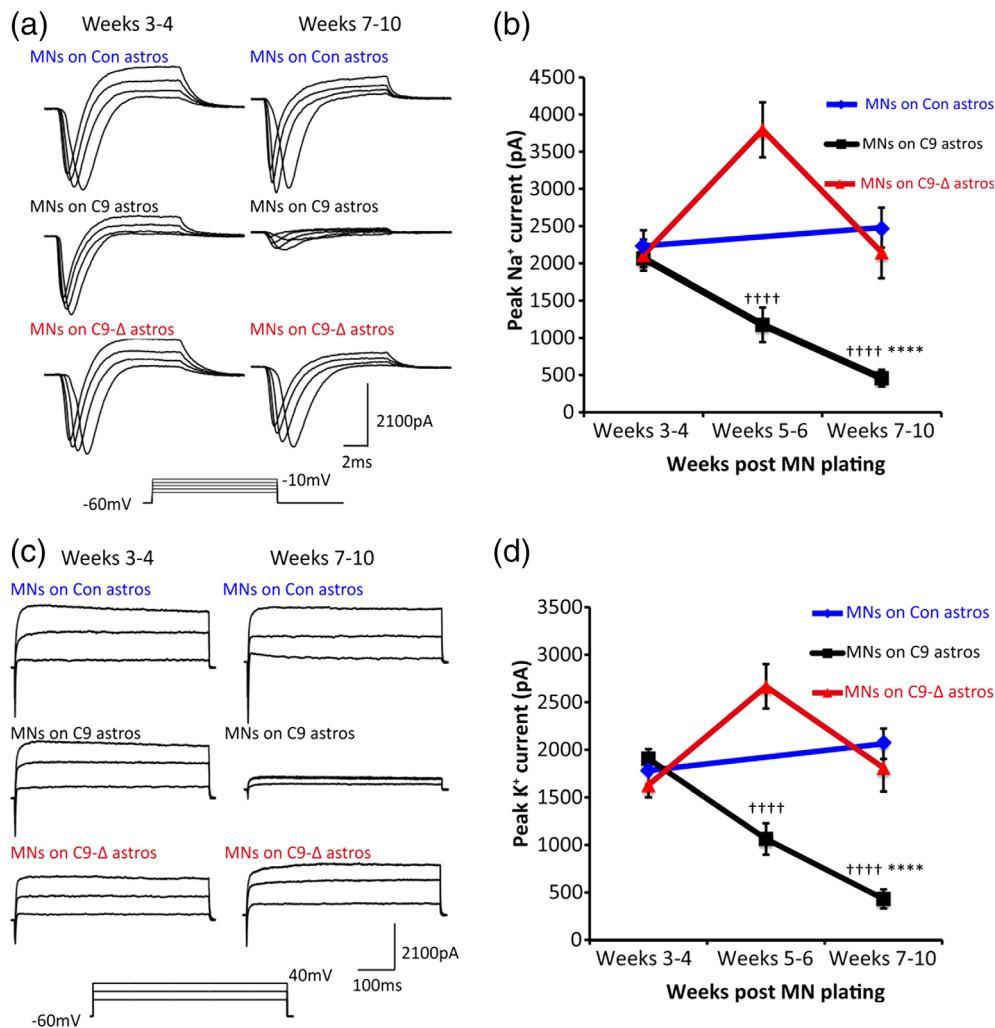 (a)
Weeks 3-4
Weeks 7-10
MNs on Con astros
MNs on Con astros
MNs on C9 astros
MNs on C9 astros
MNs on C9-Δ astros
MNs on C9-Δ astros
2100pA
2ms
-10mV
-60mV
(b)
Peak Na⁺ current (pA)
4500
4000
3500
3000
2500
2000
1500
1000
500
0
MNs on Con astros
MNs on C9 astros
MNs on C9-Δ astros
††††
†††† ****
Weeks 3-4
Weeks 5-6
Weeks 7-10
Weeks post MN plating
(c)
Weeks 3-4
Weeks 7-10
MNs on Con astros
MNs on Con astros
MNs on C9 astros
MNs on C9 astros
MNs on C9-Δ astros
MNs on C9-Δ astros
2100pA
100ms
40mV
-60mV
(d)
Peak K⁺ current (pA)
3500
3000
2500
2000
1500
1000
500
0
MNs on Con astros
MNs on C9 astros
MNs on C9-Δ astros
††††
†††† ****
Weeks 3-4
Weeks 5-6
Weeks 7-10
Weeks post MN plating